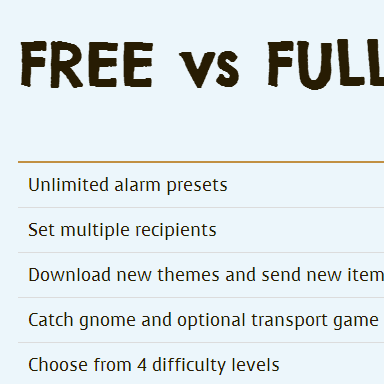 FREE vs FULL
Unlimited alarm presets
Set multiple recipients
Download new themes and send new item
Catch gnome and optional transport game
Choose from 4 difficulty levels